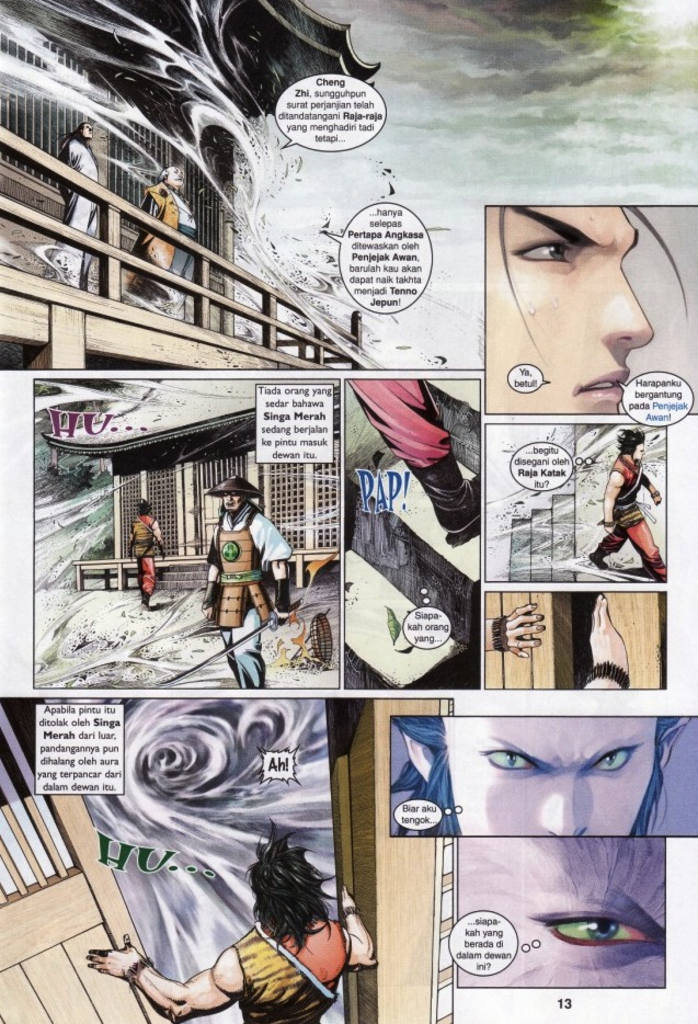 Cheng
Zhi, sungguhpun
surat perjanjian telah
ditandatangani Raja-raja
yang menghadiri tadi
tetapi...
...hanya
selepas
Pertapa Angkasa
ditewaskan oleh
Penjejak Awan,
barulah kau akan
dapat naik takhta
Tenno
Jepun!
Ya,
betul!
Harapanku
bergantung
pada Penjejak
Awan!
HU...
Tiada orang yang
sedar bahawa
Singa Merah
sedang berjalan
ke pintu masuk
dewan itu.
PAP!
Siapa-
kah orang
yang...
...begitu
disegani oleh
Raja Katak
itu?
Apabila pintu itu
ditolak oleh Singa
Merah dari luar,
pandangannya pun
dihalang oleh aura
yang terpancar dari
dalam dewan itu.
Ah!
HU...
Biar aku
tengok...
...siapa-
kah yang
berada di
dalam dewan
ini?
13